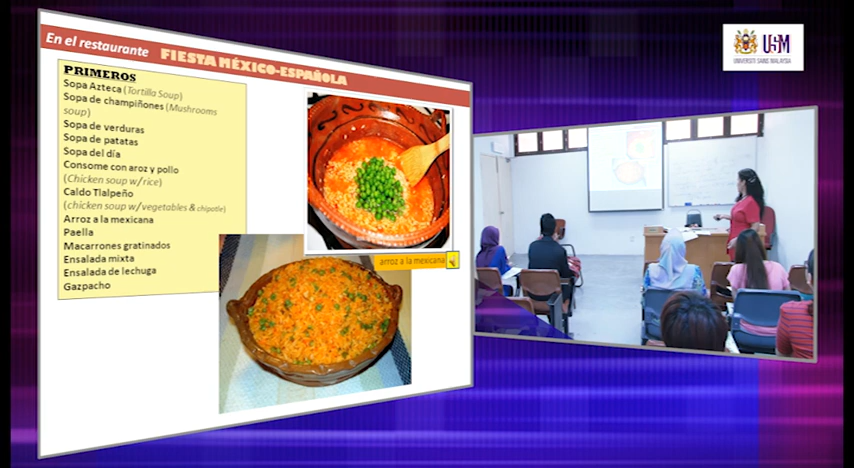 En el restaurante FIESTA MÉXICO-ESPAÑOLA
PRIMEROS
Sopa Azteca (Tortilla Soup)
Sopa de champiñones (Mushrooms
soup)
Sopa de verduras
Sopa de patatas
Sopa del día
Consome con aroz y pollo
(Chicken soup w/rice)
Caldo Tlalpeño
(chicken soup w/vegetables & chipotle)
Arroz a la mexicana
Paella
Macarrones gratinados
Ensalada mixta
Ensalada de lechuga
Gazpacho
arroz a la mexicana
USM
UNIVERSITI SAINS MALAYSIA